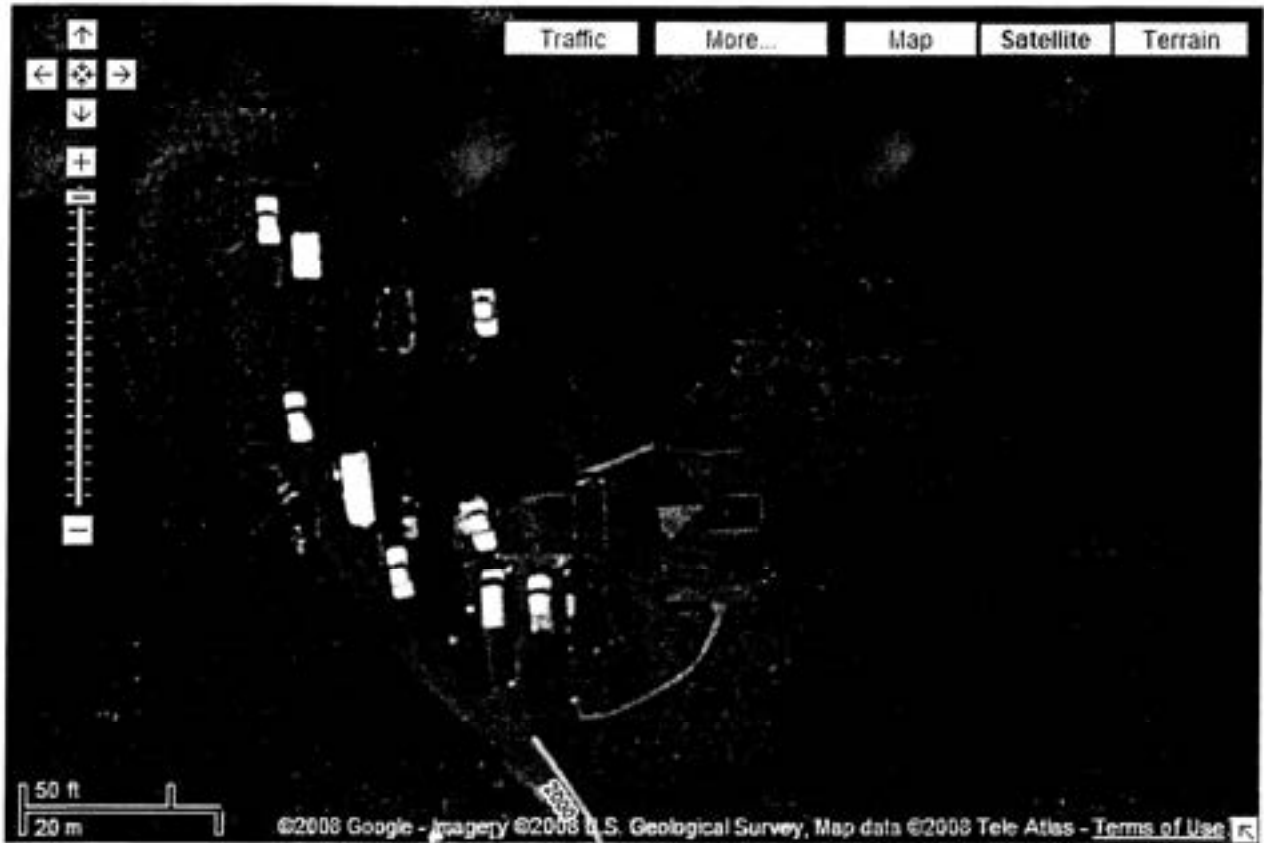 Traffic More... Map Satellite Terrain
2000
50 ft
20 m
©2008 Google - Imagery ©2008 U.S. Geological Survey, Map data ©2008 Tele Atlas - Terms of Use